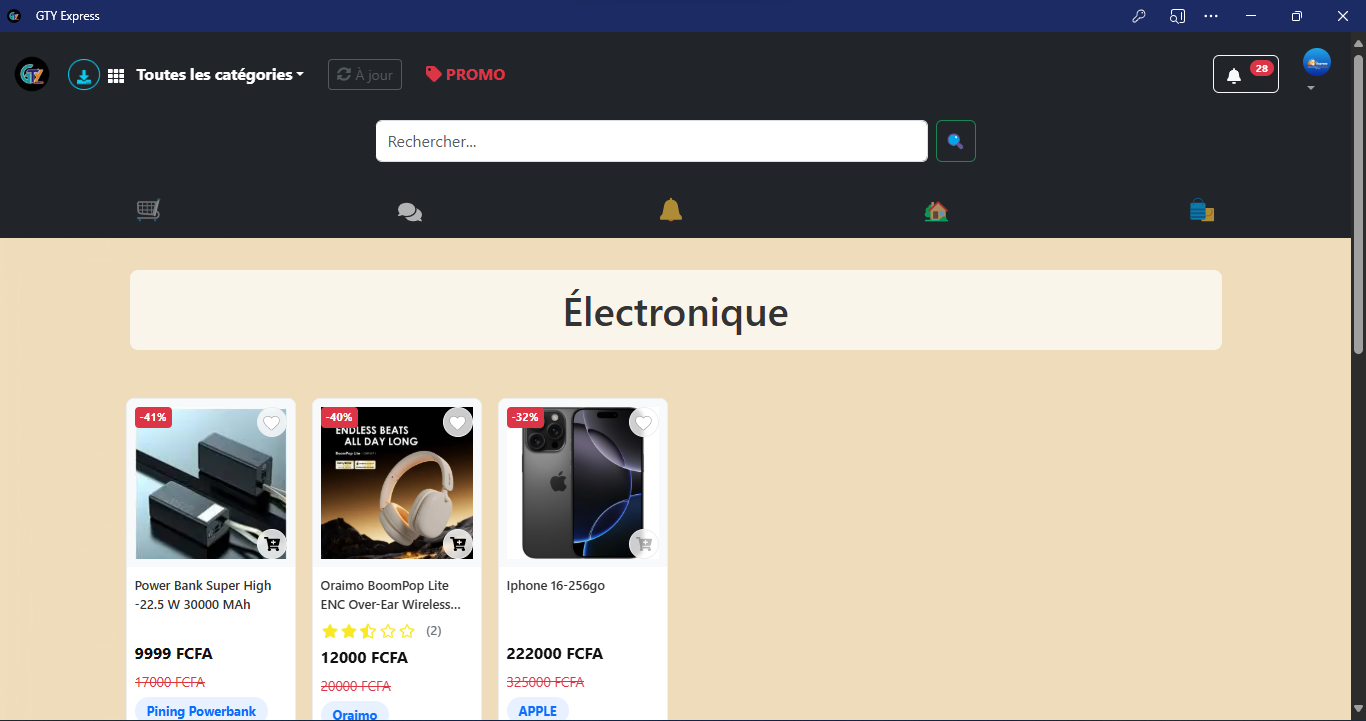 GTY Express
Toutes les catégories
À jour
PROMO
28
Rechercher...
Électronique
-41%
-40%
-32%
ENDLESS BEATS
ALL DAY LONG
Power Bank Super High
-22.5 W 30000 MAh
9999 FCFA
17000 FCFA
Pining Powerbank
Oraimo BoomPop Lite
ENC Over-Ear Wireless...
(2)
12000 FCFA
20000 FCFA
Oraimo
Iphone 16-256go
222000 FCFA
325000 FCFA
APPLE